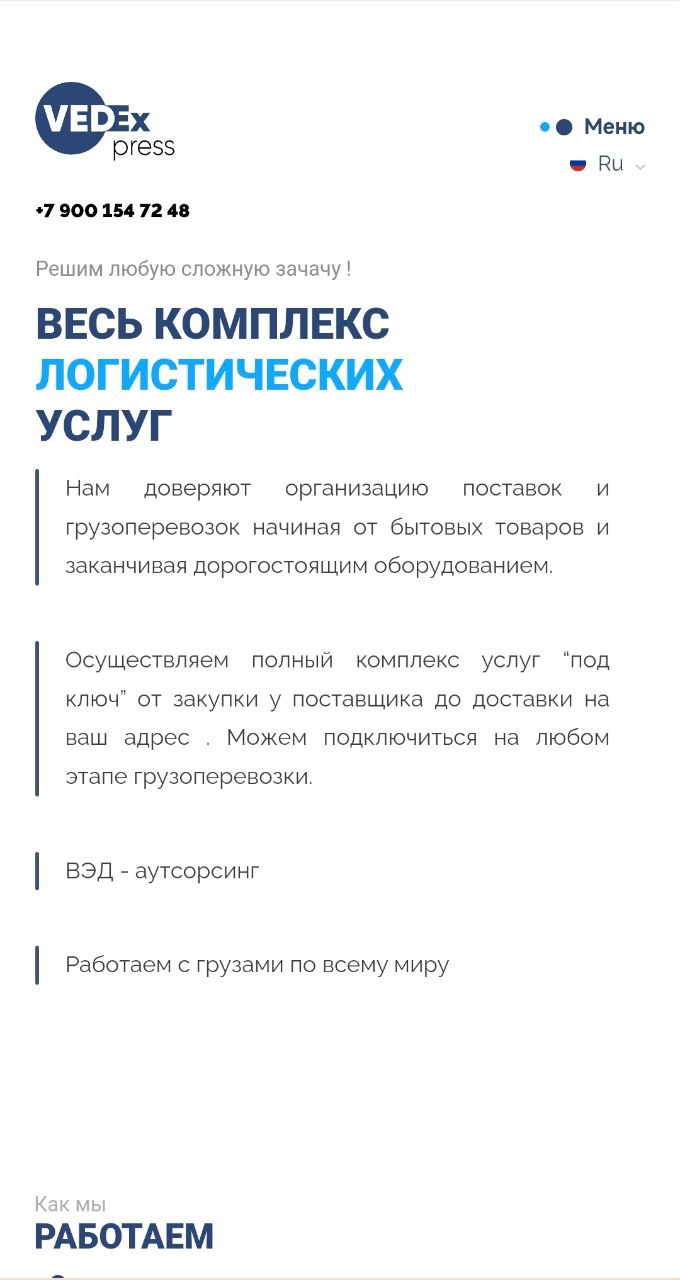 VEDEx
press
Меню
Ru
+7 900 154 72 48
Решим любую сложную зачачу !
ВЕСЬ КОМПЛЕКС
ЛОГИСТИЧЕСКИХ
УСЛУГ
Нам доверяют организацию поставок и
грузоперевозок начиная от бытовых товаров и
заканчивая дорогостоящим оборудованием.
Осуществляем полный комплекс услуг “под
ключ” от закупки у поставщика до доставки на
ваш адрес . Можем подключиться на любом
этапе грузоперевозки.
ВЭД - аутсорсинг
Работаем с грузами по всему миру
Как мы
РАБОТАЕМ